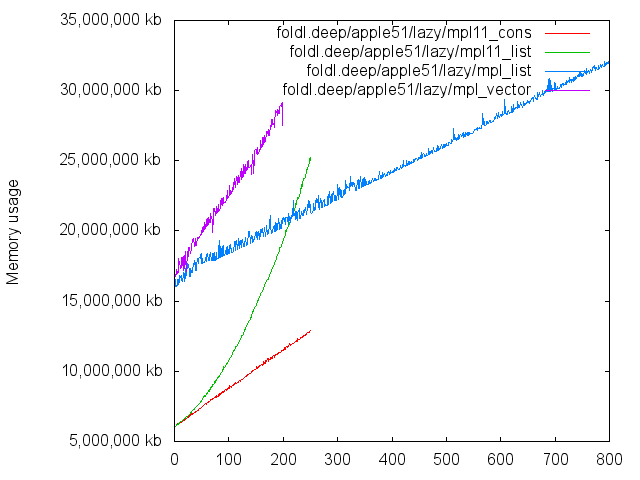 35,000,000 kb
30,000,000 kb
25,000,000 kb
20,000,000 kb
15,000,000 kb
10,000,000 kb
5,000,000 kb
Memory usage
foldl.deep/apple51/lazy/mpl11_cons
foldl.deep/apple51/lazy/mpl11_list
foldl.deep/apple51/lazy/mpl_list
foldl.deep/apple51/lazy/mpl_vector
0 100 200 300 400 500 600 700 800